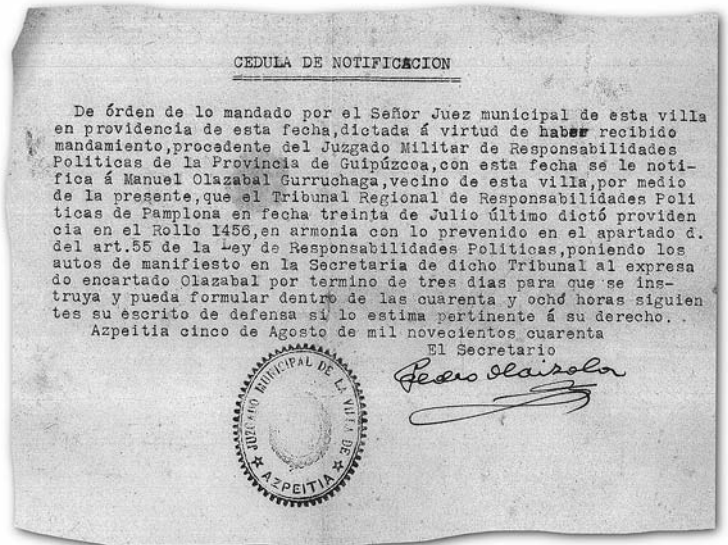 CEDULA DE NOTIFICACION
De órden de lo mandado por el Señor Juez municipal de esta villa
en providencia de esta fecha,dictada á virtud de haber recibido
mandamiento,procedente del Juzgado Militar de Responsabilidades
Politicas de la Provincia de Guipúzcoa,con esta fecha se le noti-
fica á Manuel Olazabal Gurruchaga,vecino de esta villa,por medio
de la presente,que el Tribunal Regional de Responsabilidades Poli
ticas de Pamplona en fecha treinta de Julio último dictó providen
cia en el Rollo 1456,en armonia con lo prevenido en el apartado d.
del art.55 de la Ley de Responsabilidades Politicas,poniendo los
autos de manifiesto en la Secretaria de dicho Tribunal al expresa
do encartado Olazabal por termino de tres dias para que se ins-
truya y pueda formular dentro de las cuarenta y ocho horas siguien
tes su escrito de defensa si lo estima pertinente á su derecho.
Azpeitia cinco de Agosto de mil novecientos cuarenta
El Secretario
Pedro Olaizola
JUZGADO MUNICIPAL DE LA VILLA DE
AZPEITIA